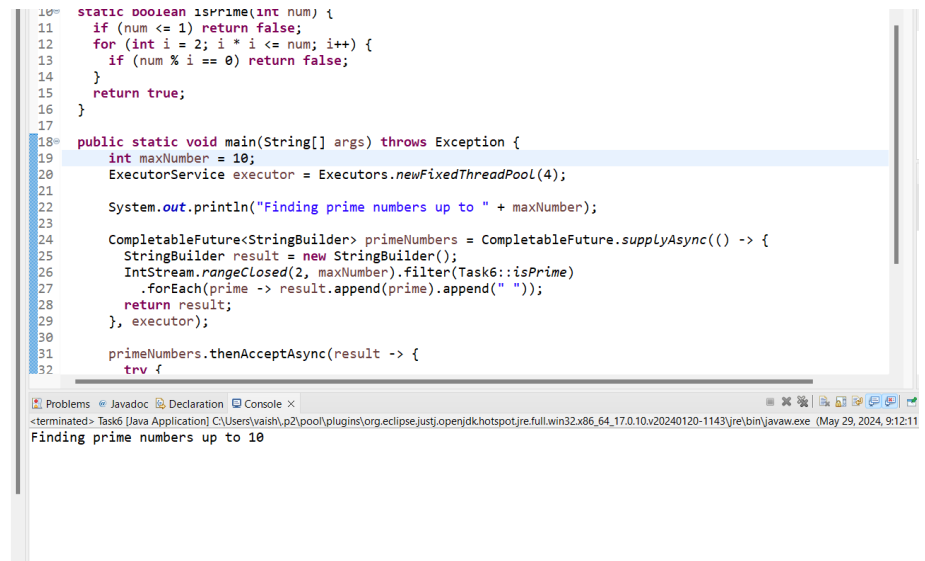 10 static boolean isPrime(int num) {
11 if (num <= 1) return false;
12 for (int i = 2; i * i <= num; i++) {
13 if (num % i == 0) return false;
14 }
15 return true;
16 }
17
18 public static void main(String[] args) throws Exception {
19 int maxNumber = 10;
20 ExecutorService executor = Executors.newFixedThreadPool(4);
21
22 System.out.println("Finding prime numbers up to " + maxNumber);
23
24 CompletableFuture<StringBuilder> primeNumbers = CompletableFuture.supplyAsync(() -> {
25 StringBuilder result = new StringBuilder();
26 IntStream.rangeClosed(2, maxNumber).filter(Task6::isPrime)
27 .forEach(prime -> result.append(prime).append(" "));
28 return result;
29 }, executor);
30
31 primeNumbers.thenAcceptAsync(result -> {
32 try {
Problems Javadoc Declaration Console
<terminated> Task6 [Java Application] C:\Users\vaish\.p2\pool\plugins\org.eclipse.justj.openjdk.hotspot.jre.full.win32.x86_64_17.0.10.v20240120-1143\jre\bin\javaw.exe (May 29, 2024, 9:12:11
Finding prime numbers up to 10